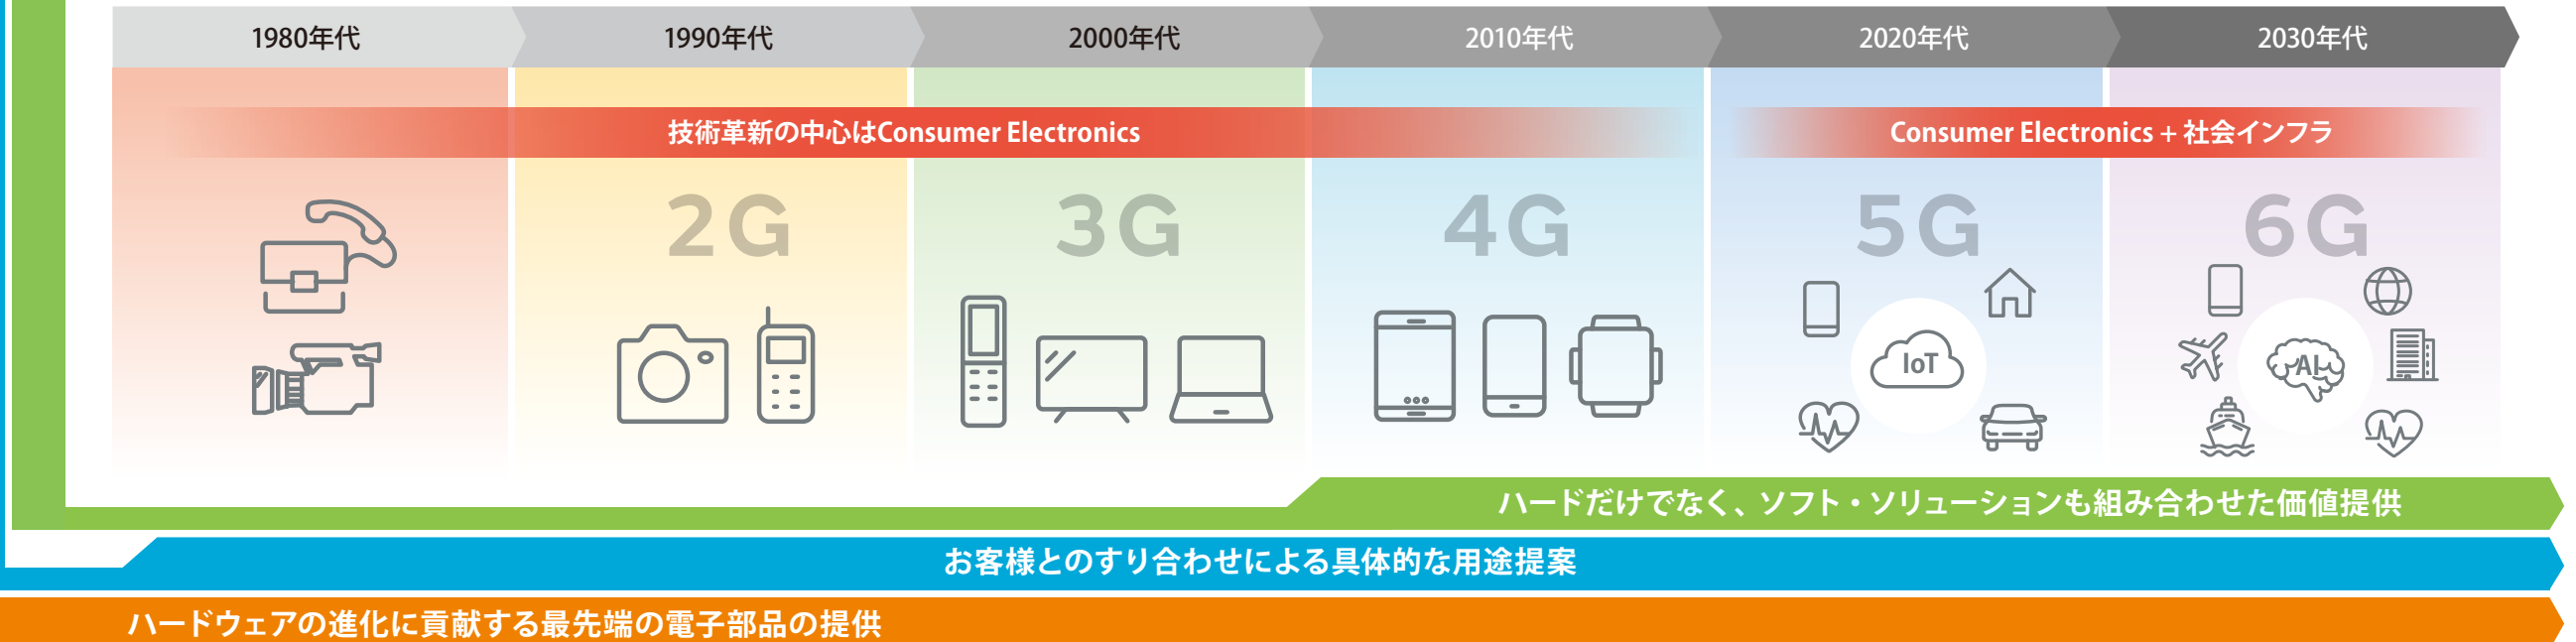 1980年代
1990年代
2000年代
2010年代
2020年代
2030年代
技術革新の中心はConsumer Electronics
Consumer Electronics + 社会インフラ
2G
3G
4G
5G
6G
IoT
AI
ハードだけでなく、ソフト・ソリューションも組み合わせた価値提供
お客様とのすり合わせによる具体的な用途提案
ハードウェアの進化に貢献する最先端の電子部品の提供